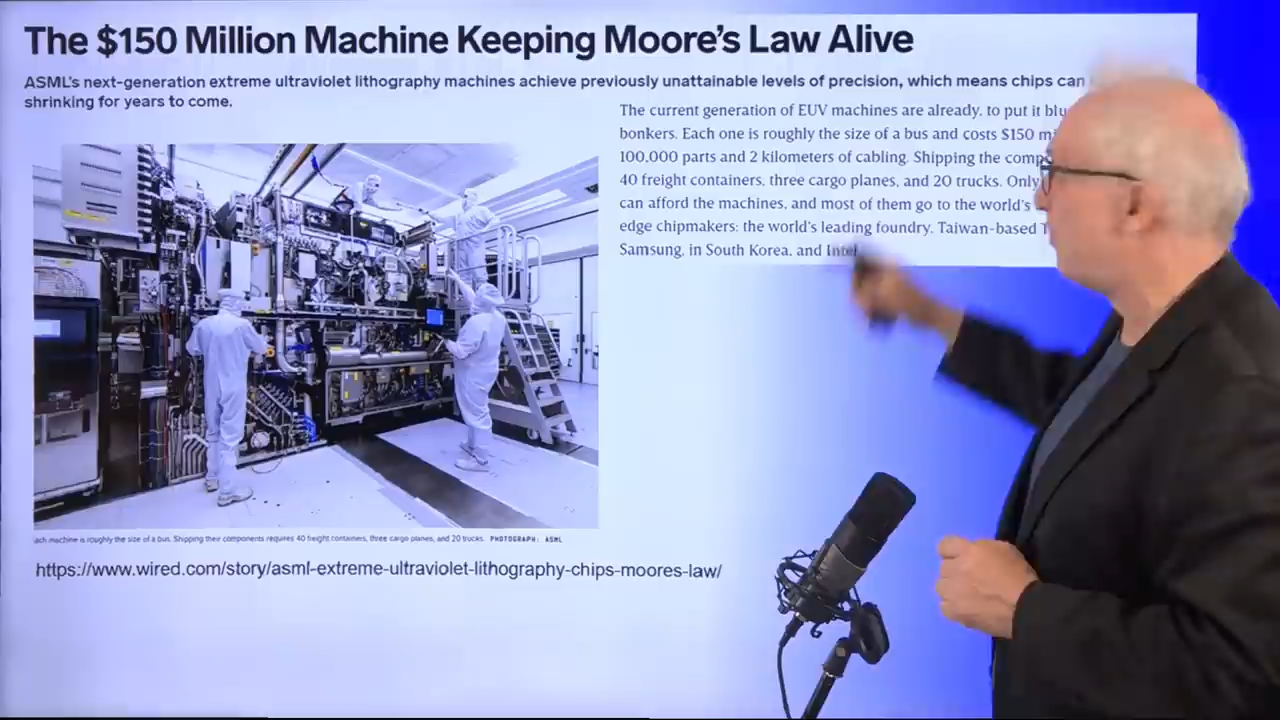 The $150 Million Machine Keeping Moore's Law Alive
ASML's next-generation extreme ultraviolet lithography machines achieve previously unattainable levels of precision, which means chips can
shrinking for years to come.
The current generation of EUV machines are already, to put it
bonkers. Each one is roughly the size of a bus and costs $150
100,000 parts and 2 kilometers of cabling. Shipping the
40 freight containers, three cargo planes, and 20 trucks. Only
can afford the machines, and most of them go to the world's
edge chipmakers: the world's leading foundry, Taiwan-based
Samsung, in South Korea, and Intel
ach machine is roughly the size of a bus. Shipping their components requires 40 freight containers, three cargo planes, and 20 trucks. PHOTOGRAPH: ASML
https://www.wired.com/story/asml-extreme-ultraviolet-lithography-chips-moores-law/